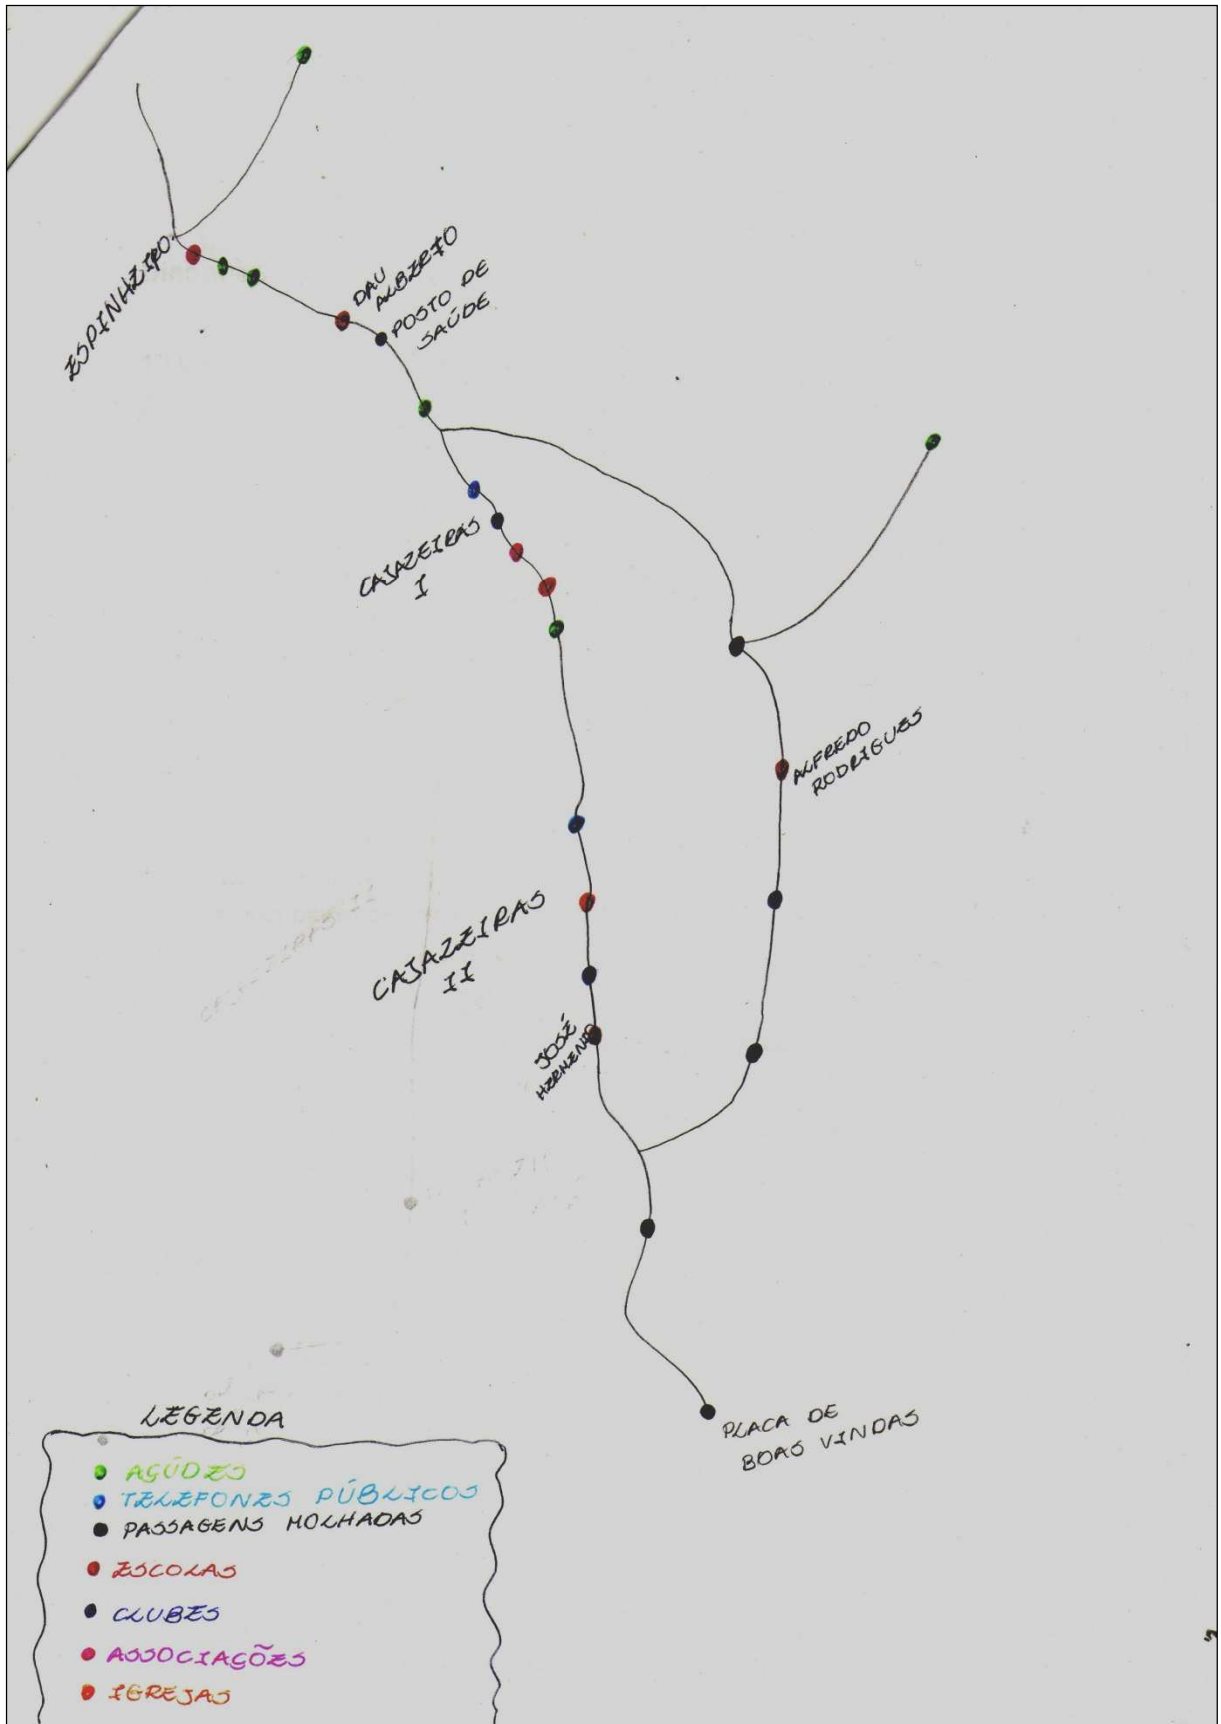 ESPINHEIRO
DAU
ALBERTO
POSTO DE
SAÚDE
CAJAZEIRAS
I
ALFREDO
RODRIGUES
CAJAZEIRAS
II
JOSÉ
HERMENO
PLACA DE
BOAS VINDAS
LEGENDA
AÇÚDES
TELEFONES PÚBLICOS
PASSAGENS MOLHADAS
ESCOLAS
CLUBES
ASSOCIAÇÕES
IGREJAS